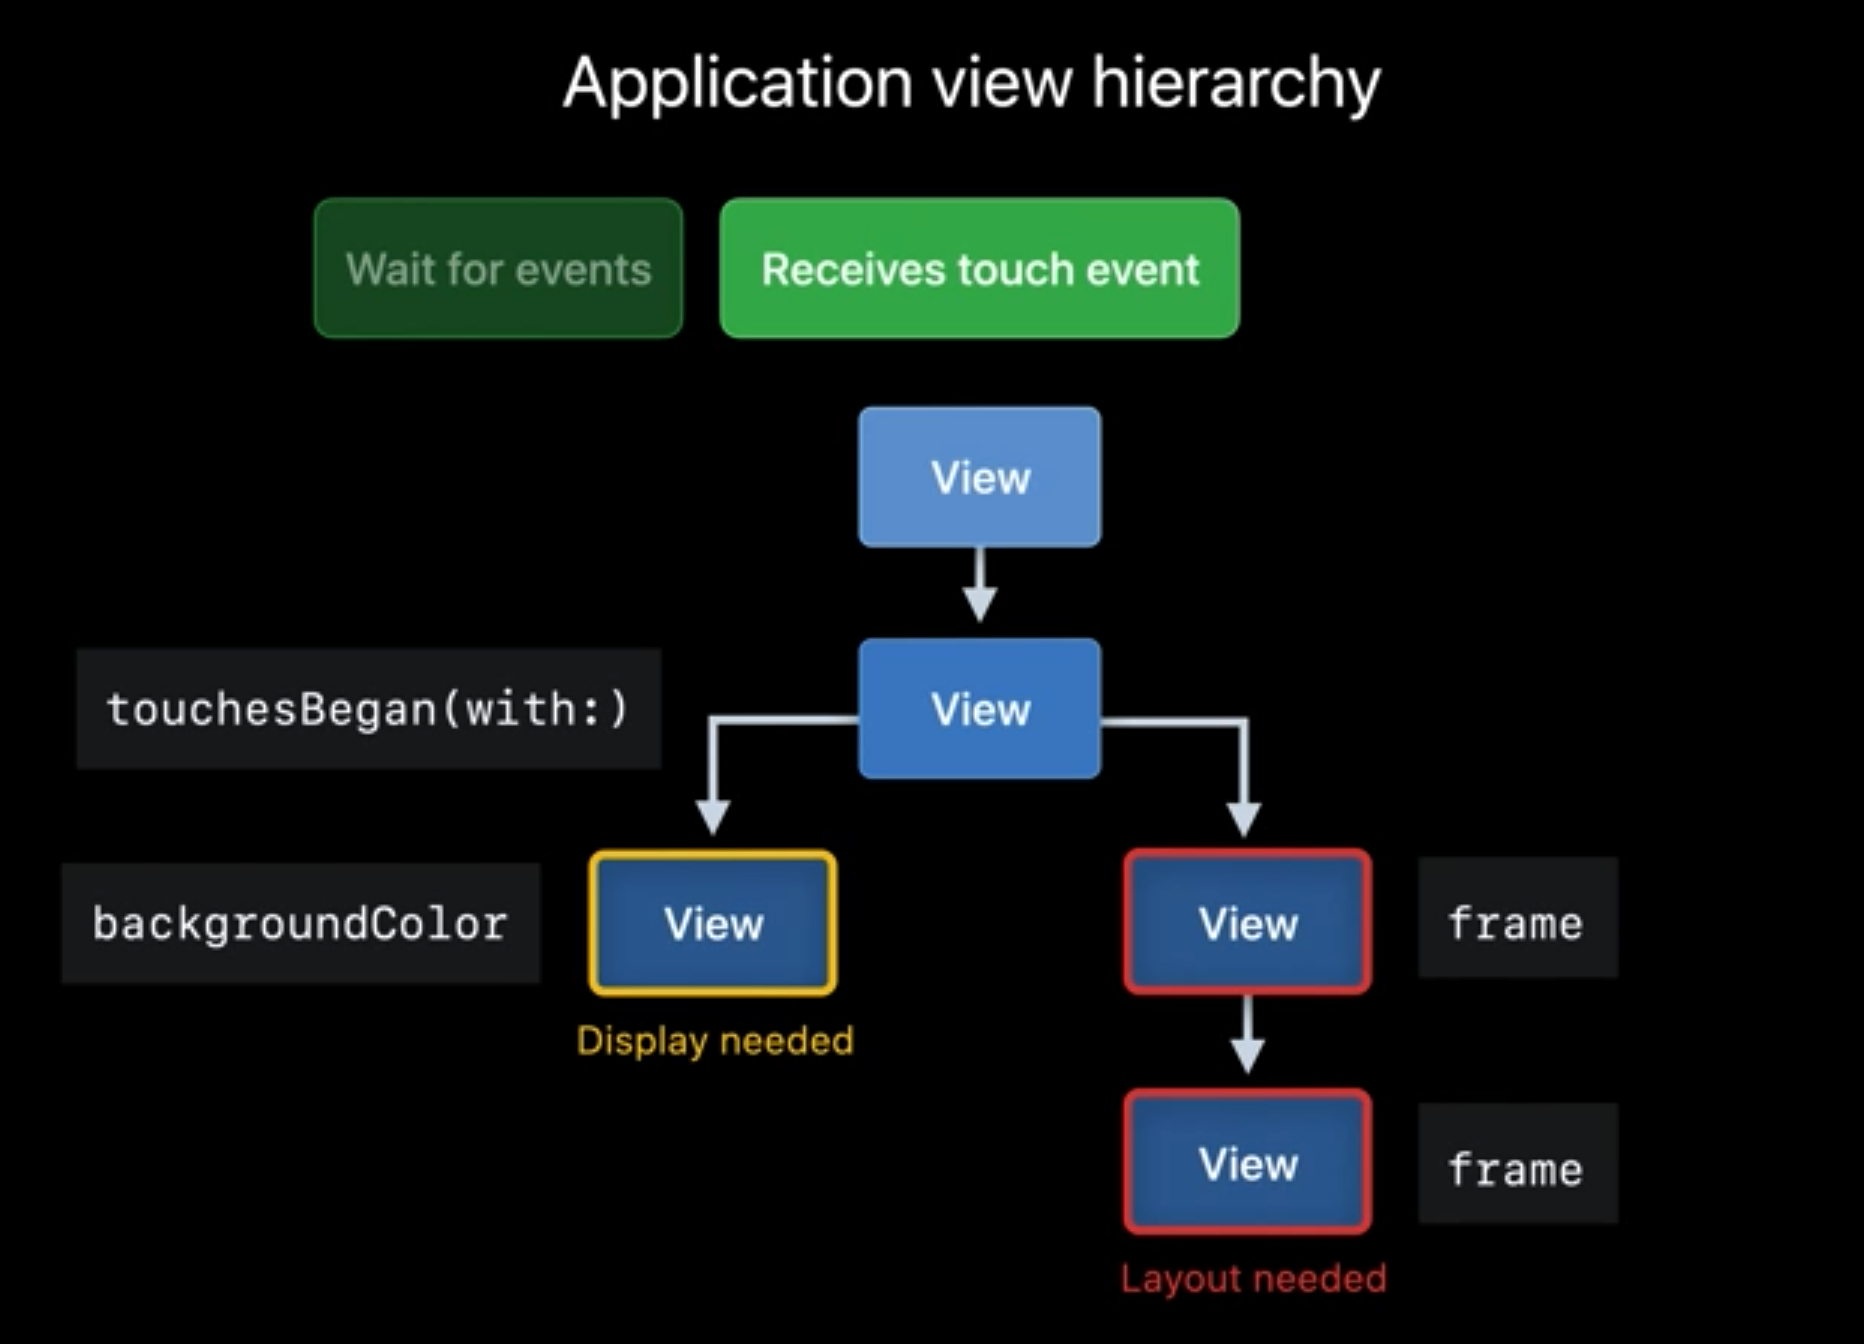 Application view hierarchy
Wait for events
Receives touch event
View
touchesBegan(with:)
View
backgroundColor
View
View
frame
Display needed
View
frame
Layout needed